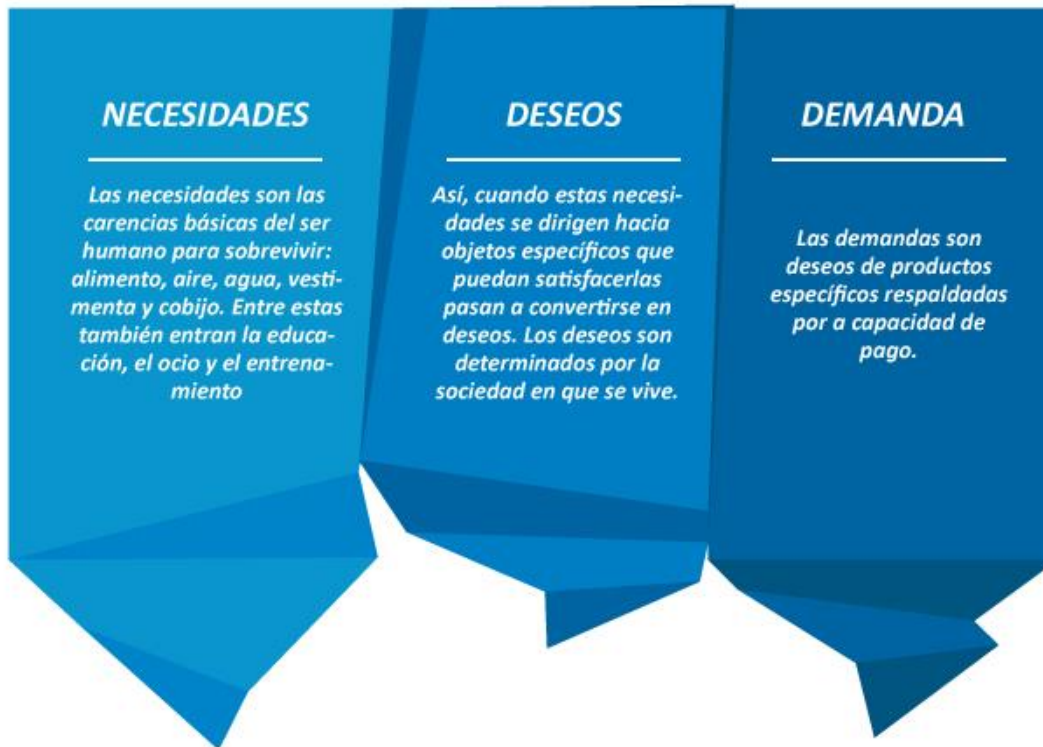 NECESIDADES
Las necesidades son las
carencias básicas del ser
humano para sobrevivir:
alimento, aire, agua, vesti-
menta y cobijo. Entre estas
también entran la educa-
ción, el ocio y el entrena-
miento
DESEOS
Así, cuando estas necesi-
dades se dirigen hacia
objetos específicos que
puedan satisfacerlas
pasan a convertirse en
deseos. Los deseos son
determinados por la
sociedad en que se vive.
DEMANDA
Las demandas son
deseos de productos
específicos respaldadas
por a capacidad de
pago.